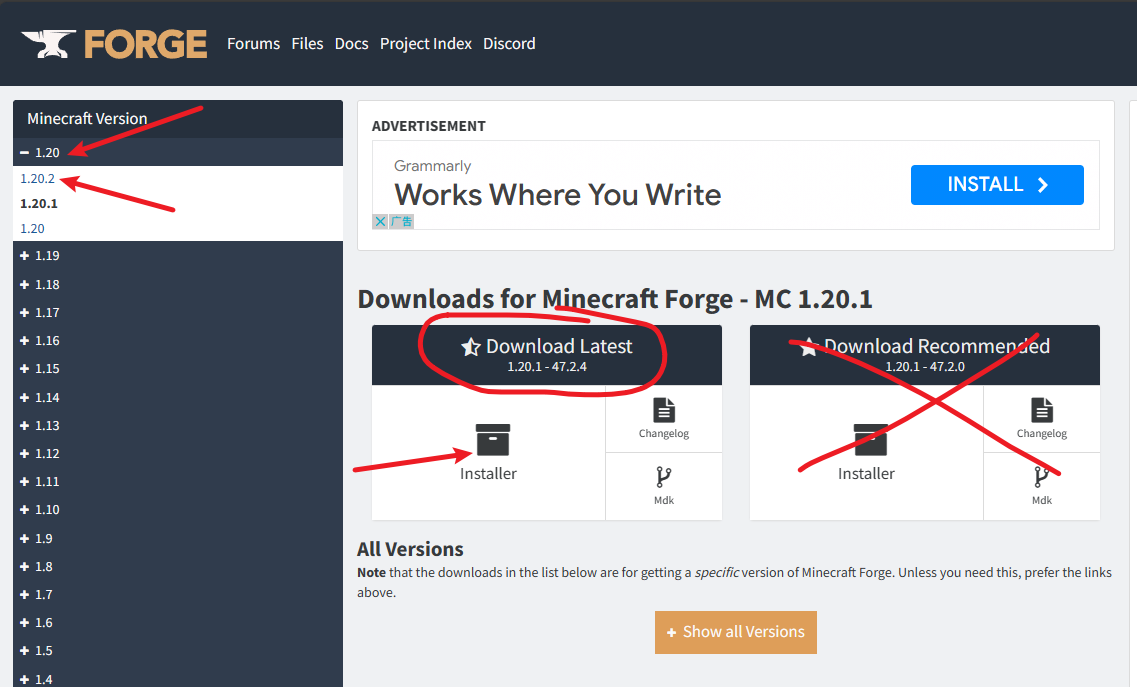 FORGE
Forums Files Docs Project Index Discord
Minecraft Version
1.20
1.20.2
1.20.1
1.20
1.19
1.18
1.17
1.16
1.15
1.14
1.13
1.12
1.11
1.10
1.9
1.8
1.7
1.6
1.5
1.4
ADVERTISEMENT
Grammarly
Works Where You Write
INSTALL
广告
Downloads for Minecraft Forge - MC 1.20.1
Download Latest
1.20.1 - 47.2.4
Installer
Changelog
Mdk
Download Recommended
1.20.1 - 47.2.0
Installer
Changelog
Mdk
All Versions
Note that the downloads in the list below are for getting a specific version of Minecraft Forge. Unless you need this, prefer the links
above.
Show all Versions